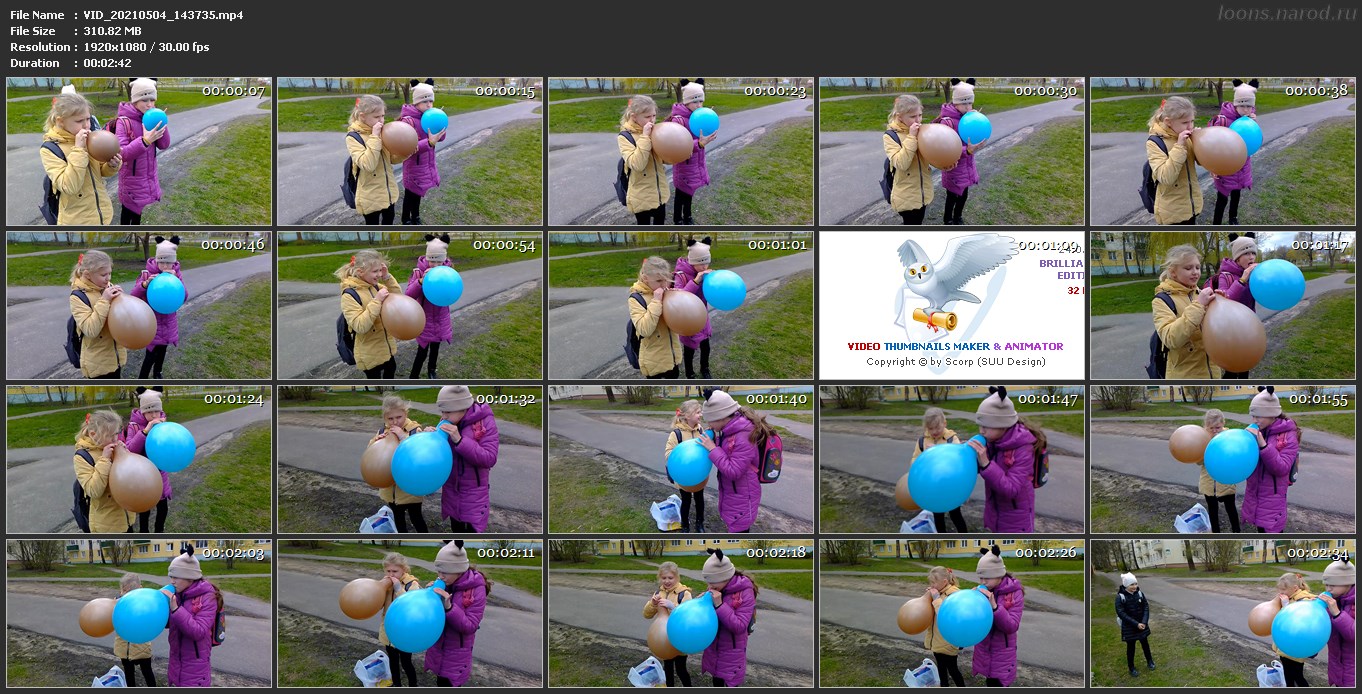 File Name : VID_20210504_143735.mp4
loons.narod.ru
File Size : 310.82 MB
Resolution : 1920x1080 / 30.00 fps
Duration : 00:02:42
00:00:07
00:00:15
00:00:23
00:00:30
00:00:38
00:00:46
00:00:54
00:01:01
00:01:09
BRILLIA
EDIT
32
VIDEO THUMBNAILS MAKER & ANIMATOR
Copyright © by Scorp (SUU Design)
00:01:17
00:01:24
00:01:32
00:01:40
00:01:47
00:01:55
00:02:03
00:02:11
00:02:18
00:02:26
00:02:34